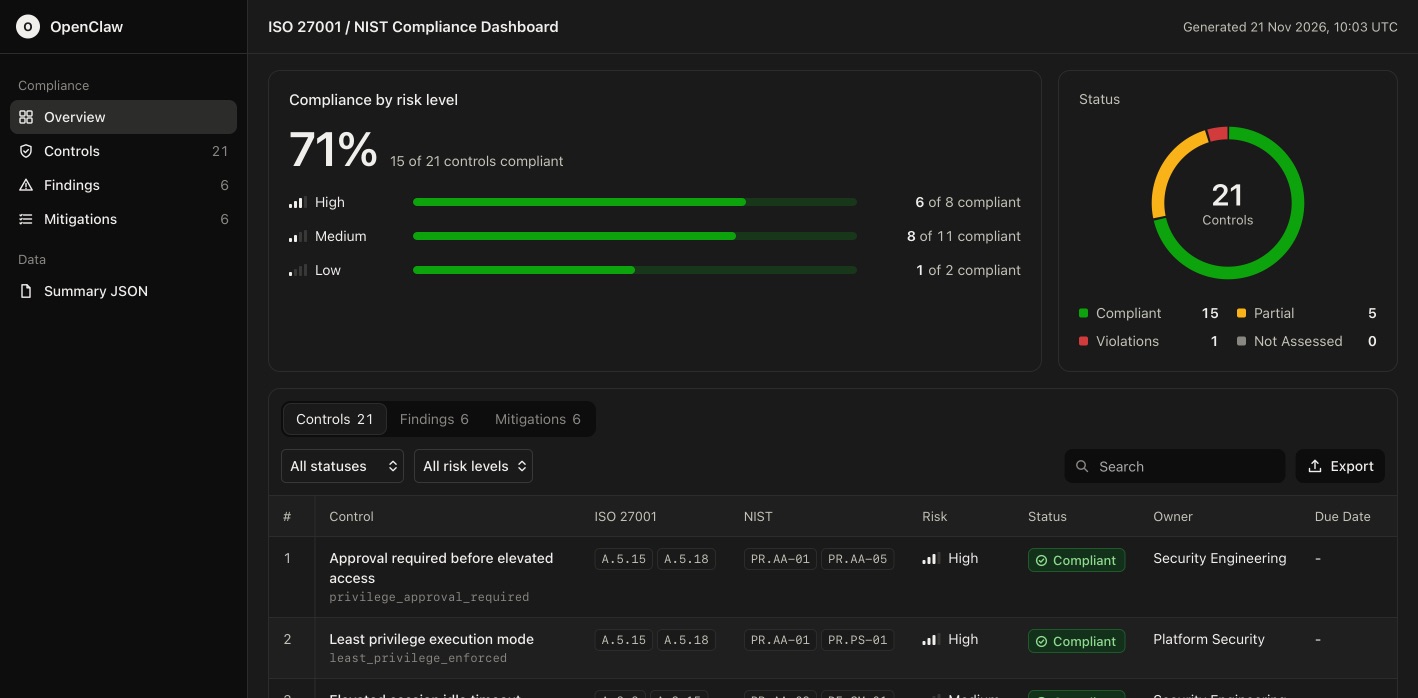 O OpenClaw
ISO 27001 / NIST Compliance Dashboard
Generated 21 Nov 2026, 10:03 UTC
Compliance
Overview
Controls 21
Findings 6
Mitigations 6
Data
Summary JSON
Compliance by risk level
71% 15 of 21 controls compliant
High 6 of 8 compliant
Medium 8 of 11 compliant
Low 1 of 2 compliant
Status
21
Controls
Compliant 15 Partial 5
Violations 1 Not Assessed 0
Controls 21 Findings 6 Mitigations 6
All statuses All risk levels Search Export
# Control ISO 27001 NIST Risk Status Owner Due Date
1 Approval required before elevated A.5.15 A.5.18 PR.AA-01 PR.AA-05 High Compliant Security Engineering -
access
privilege_approval_required
2 Least privilege execution mode A.5.15 A.5.18 PR.AA-01 PR.PS-01 High Compliant Platform Security -
least_privilege_enforced